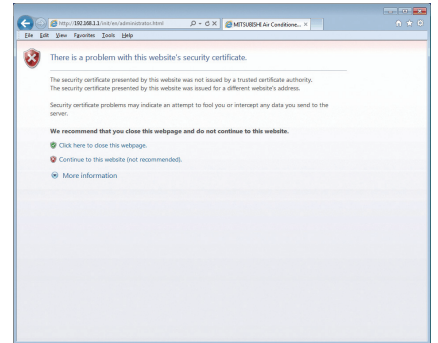 http://192.168.1.1/init/en/administrator.html
MITSUBISHI Air Conditione...
File Edit View Favorites Tools Help
There is a problem with this website's security certificate.
The security certificate presented by this website was not issued by a trusted certificate authority.
The security certificate presented by this website was issued for a different website's address.
Security certificate problems may indicate an attempt to fool you or intercept any data you send to the
server.
We recommend that you close this webpage and do not continue to this website.
Click here to close this webpage.
Continue to this website (not recommended).
More information